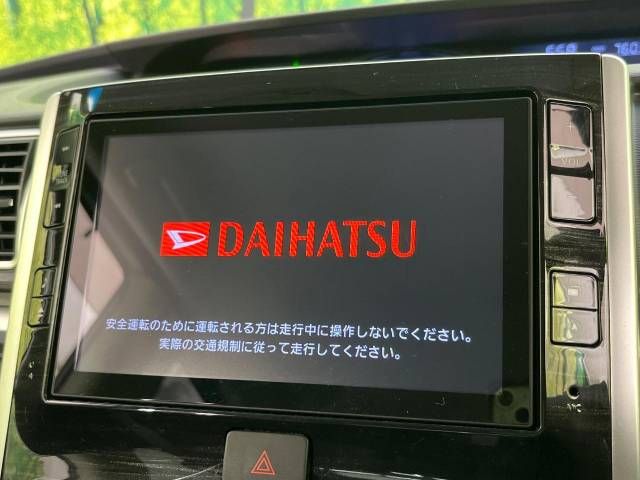 DAIHATSU
安全運転のために運転される方は走行中に操作しないでください。
実際の交通規制に従って走行してください。
VOL